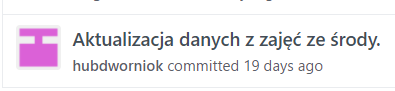 Aktualizacja danych z zajęć ze środy.
hubdworniok committed 19 days ago